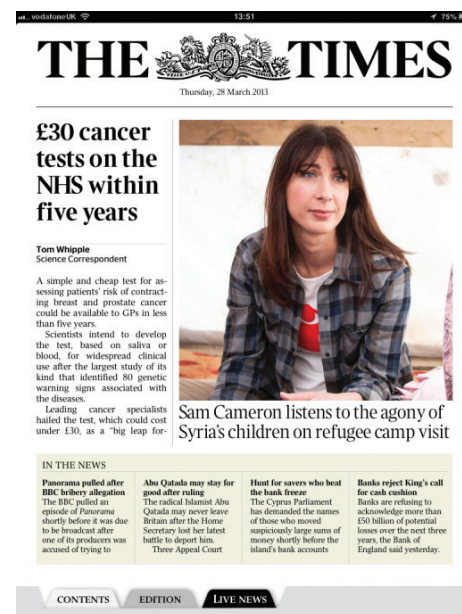 vodafone UK 13:51 75%
THE TIMES
Thursday, 28 March 2013
£30 cancer
tests on the
NHS within
five years
Tom Whipple
Science Correspondent
A simple and cheap test for as-
sessing patients' risk of contract-
ing breast and prostate cancer
could be available to GPs in less
than five years.
Scientists intend to develop
the test, based on saliva or
blood, for widespread clinical
use after the largest study of its
kind that identified 80 genetic
warning signs associated with
the diseases.
Leading cancer specialists
hailed the test, which could cost
under £30, as a “big leap for-
Sam Cameron listens to the agony of
Syria's children on refugee camp visit
IN THE NEWS
Panorama pulled after
BBC bribery allegation
The BBC pulled an
episode of Panorama
shortly before it was due
to be broadcast after
one of its producers was
accused of trying to
Abu Qatada may stay for
good after ruling
The radical Islamist Abu
Qatada may never leave
Britain after the Home
Secretary lost her latest
battle to deport him.
Three Appeal Court
Hunt for savers who beat
the bank freeze
The Cyprus Parliament
has demanded the names
of those who moved
suspiciously large sums of
money shortly before the
island's bank accounts
Banks reject King's call
for cash cushion
Banks are refusing to
acknowledge more than
£50 billion of potential
losses over the next three
years, the Bank of
England said yesterday.
CONTENTS EDITION LIVE NEWS